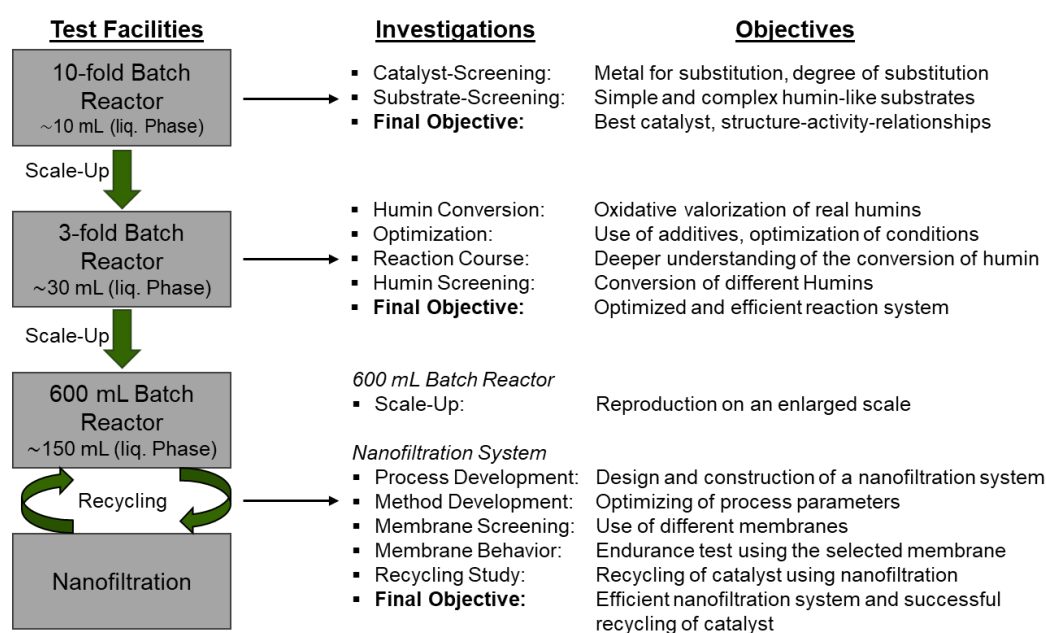 Test Facilities
Investigations
Objectives
10-fold Batch
Reactor
~10 mL (liq. Phase)
▪ Catalyst-Screening: Metal for substitution, degree of substitution
▪ Substrate-Screening: Simple and complex humin-like substrates
▪ Final Objective: Best catalyst, structure-activity-relationships
Scale-Up
3-fold Batch
Reactor
~30 mL (liq. Phase)
▪ Humin Conversion: Oxidative valorization of real humins
▪ Optimization: Use of additives, optimization of conditions
▪ Reaction Course: Deeper understanding of the conversion of humin
▪ Humin Screening: Conversion of different Humins
▪ Final Objective: Optimized and efficient reaction system
Scale-Up
600 mL Batch
Reactor
~150 mL (liq. Phase)
600 mL Batch Reactor
▪ Scale-Up: Reproduction on an enlarged scale
Recycling
Nanofiltration
Nanofiltration System
▪ Process Development: Design and construction of a nanofiltration system
▪ Method Development: Optimizing of process parameters
▪ Membrane Screening: Use of different membranes
▪ Membrane Behavior: Endurance test using the selected membrane
▪ Recycling Study: Recycling of catalyst using nanofiltration
▪ Final Objective: Efficient nanofiltration system and successful
recycling of catalyst